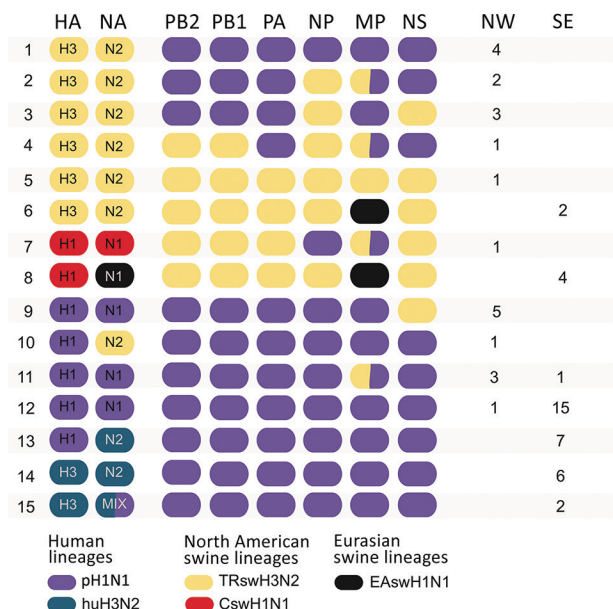 HA NA PB2 PB1 PA NP MP NS NW SE
1 H3 N2 4
2 H3 N2 2
3 H3 N2 3
4 H3 N2 1
5 H3 N2 1
6 H3 N2 2
7 H1 N1 1
8 H1 N1 4
9 H1 N1 5
10 H1 N2 1
11 H1 N1 3 1
12 H1 N1 1 15
13 H1 N2 7
14 H3 N2 6
15 H3 MIX 2
Human North American Eurasian
lineages swine lineages swine lineages
pH1N1 TRswH3N2 EAswH1N1
huH3N2 CswH1N1